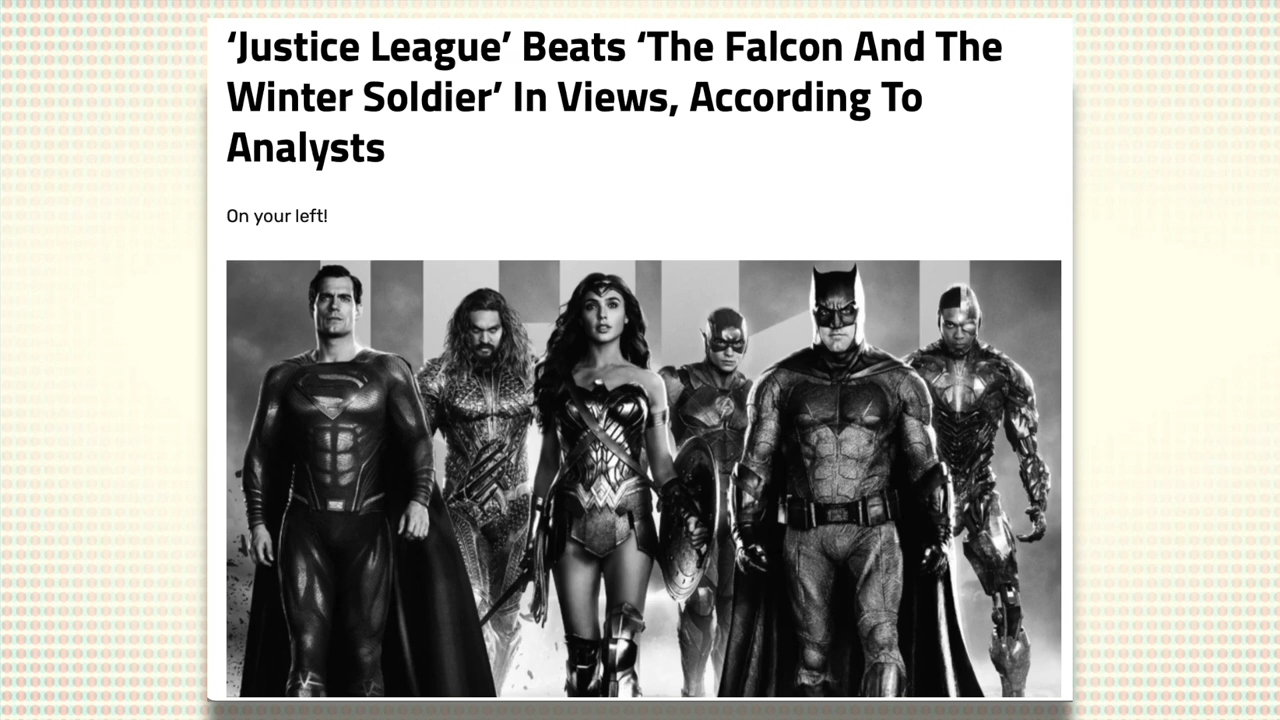 ‘Justice League’ Beats ‘The Falcon And The
Winter Soldier’ In Views, According To
Analysts
On your left!